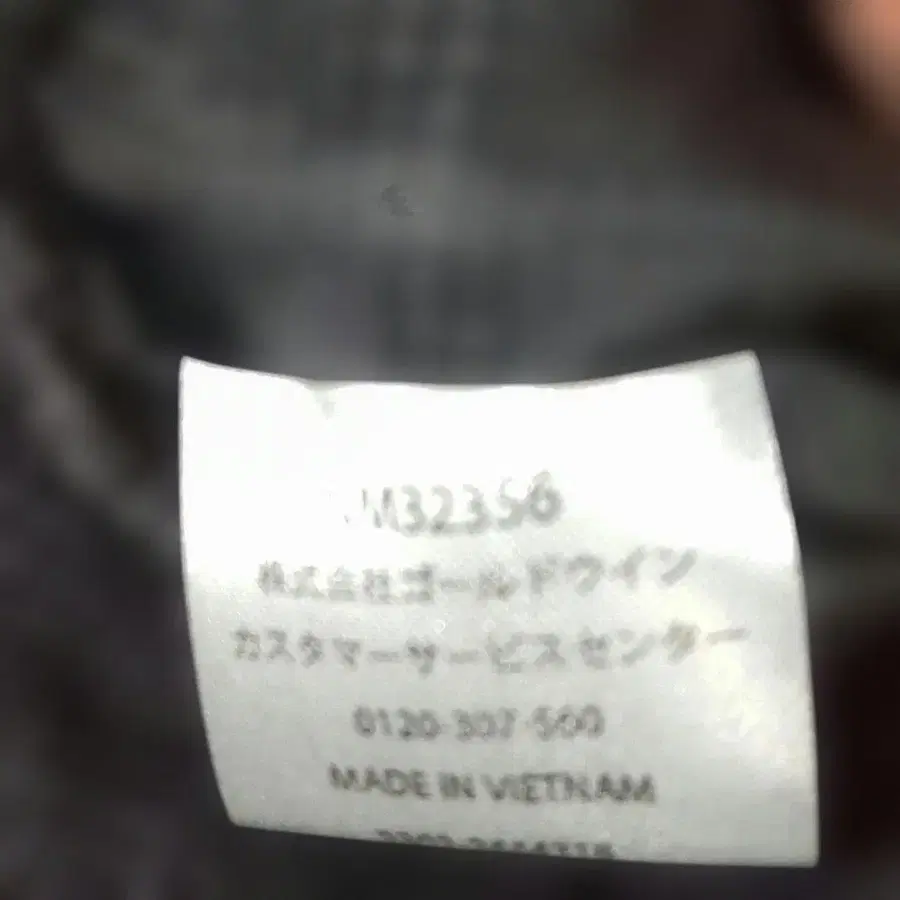 JM32356
株式会社ゴールドウイン
カスタマーサービスセンター
0120-307-560
MADE IN VIETNAM